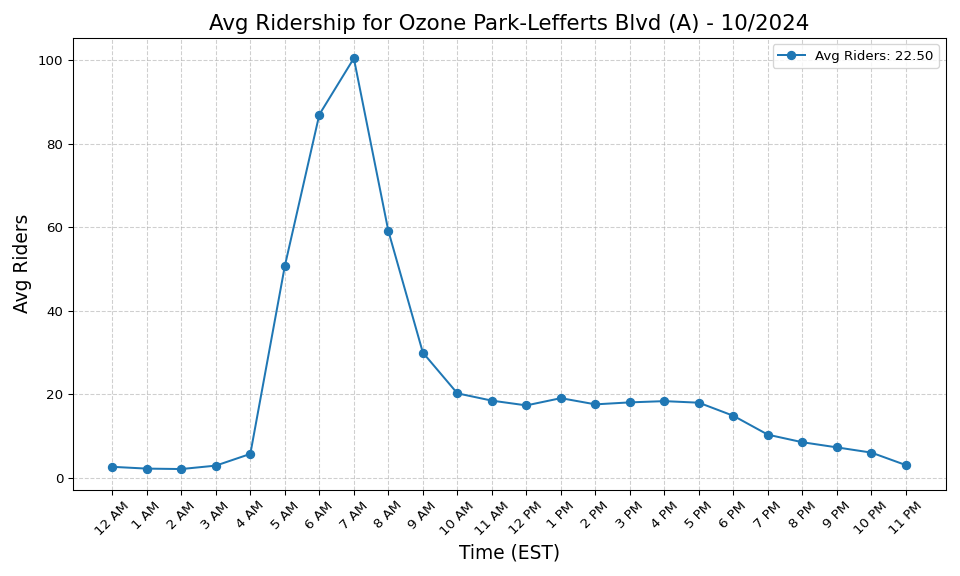 Avg Ridership for Ozone Park-Lefferts Blvd (A) - 10/2024
Avg Riders: 22.50
Avg Riders
100
80
60
40
20
0
12 AM 1 AM 2 AM 3 AM 4 AM 5 AM 6 AM 7 AM 8 AM 9 AM 10 AM 11 AM 12 PM 1 PM 2 PM 3 PM 4 PM 5 PM 6 PM 7 PM 8 PM 9 PM 10 PM 11 PM
Time (EST)